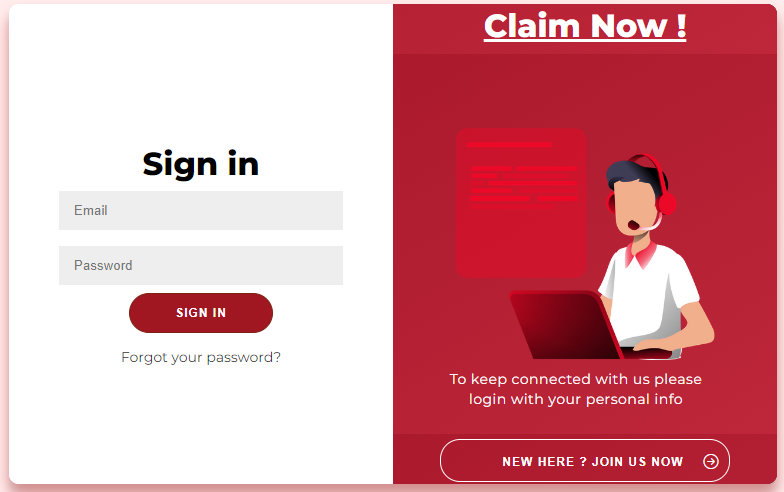 Sign in
Email
Password
SIGN IN
Forgot your password?
Claim Now !
To keep connected with us please
login with your personal info
NEW HERE ? JOIN US NOW